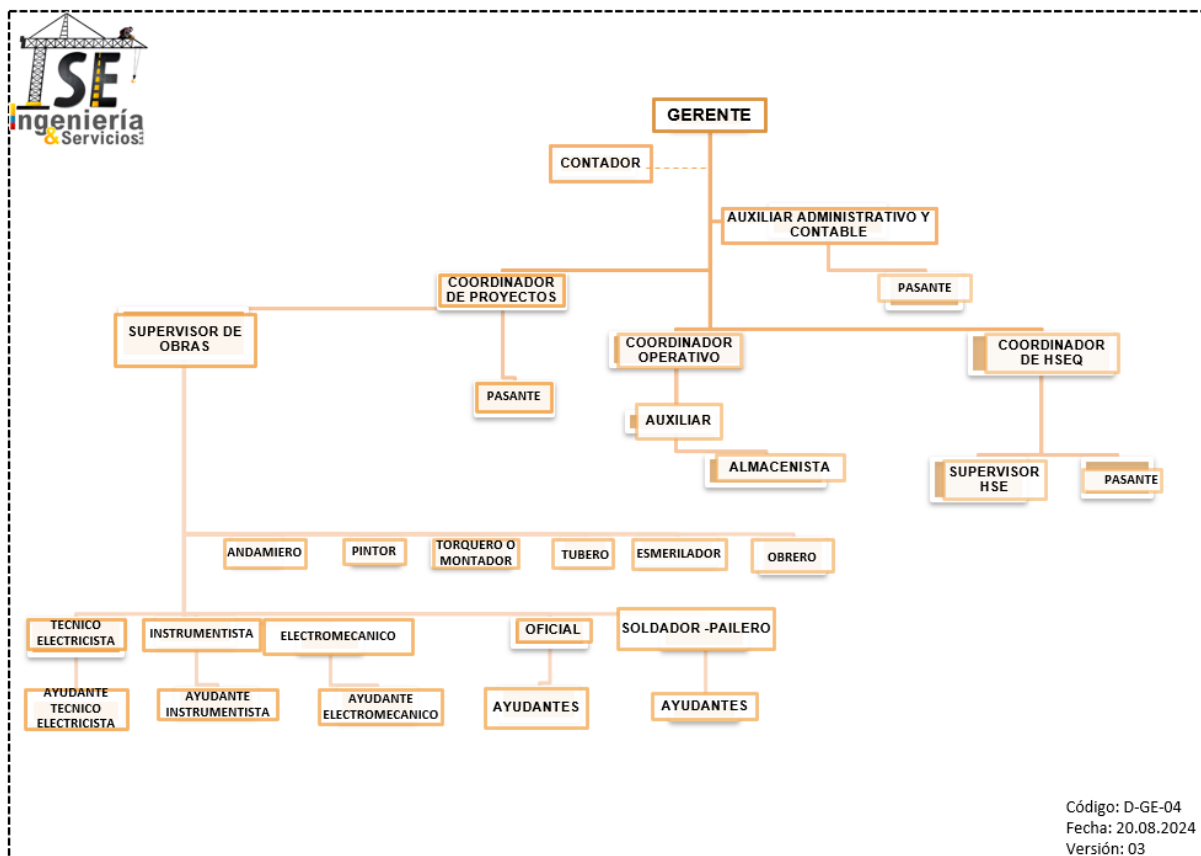 ISE
Ingeniería
&Servicios
GERENTE
CONTADOR
AUXILIAR ADMINISTRATIVO Y
CONTABLE
PASANTE
COORDINADOR
DE PROYECTOS
SUPERVISOR DE
OBRAS
PASANTE
COORDINADOR
OPERATIVO
COORDINADOR
DE HSEQ
AUXILIAR
ALMACENISTA
SUPERVISOR
HSE
PASANTE
ANDAMIERO
PINTOR
TORQUERO O
MONTADOR
TUBERO
ESMERILADOR
OBRERO
TECNICO
ELECTRICISTA
INSTRUMENTISTA
ELECTROMECANICO
OFICIAL
SOLDADOR -PAILERO
AYUDANTE
TECNICO
ELECTRICISTA
AYUDANTE
INSTRUMENTISTA
AYUDANTE
ELECTROMECANICO
AYUDANTES
AYUDANTES
Código: D-GE-04
Fecha: 20.08.2024
Versión: 03